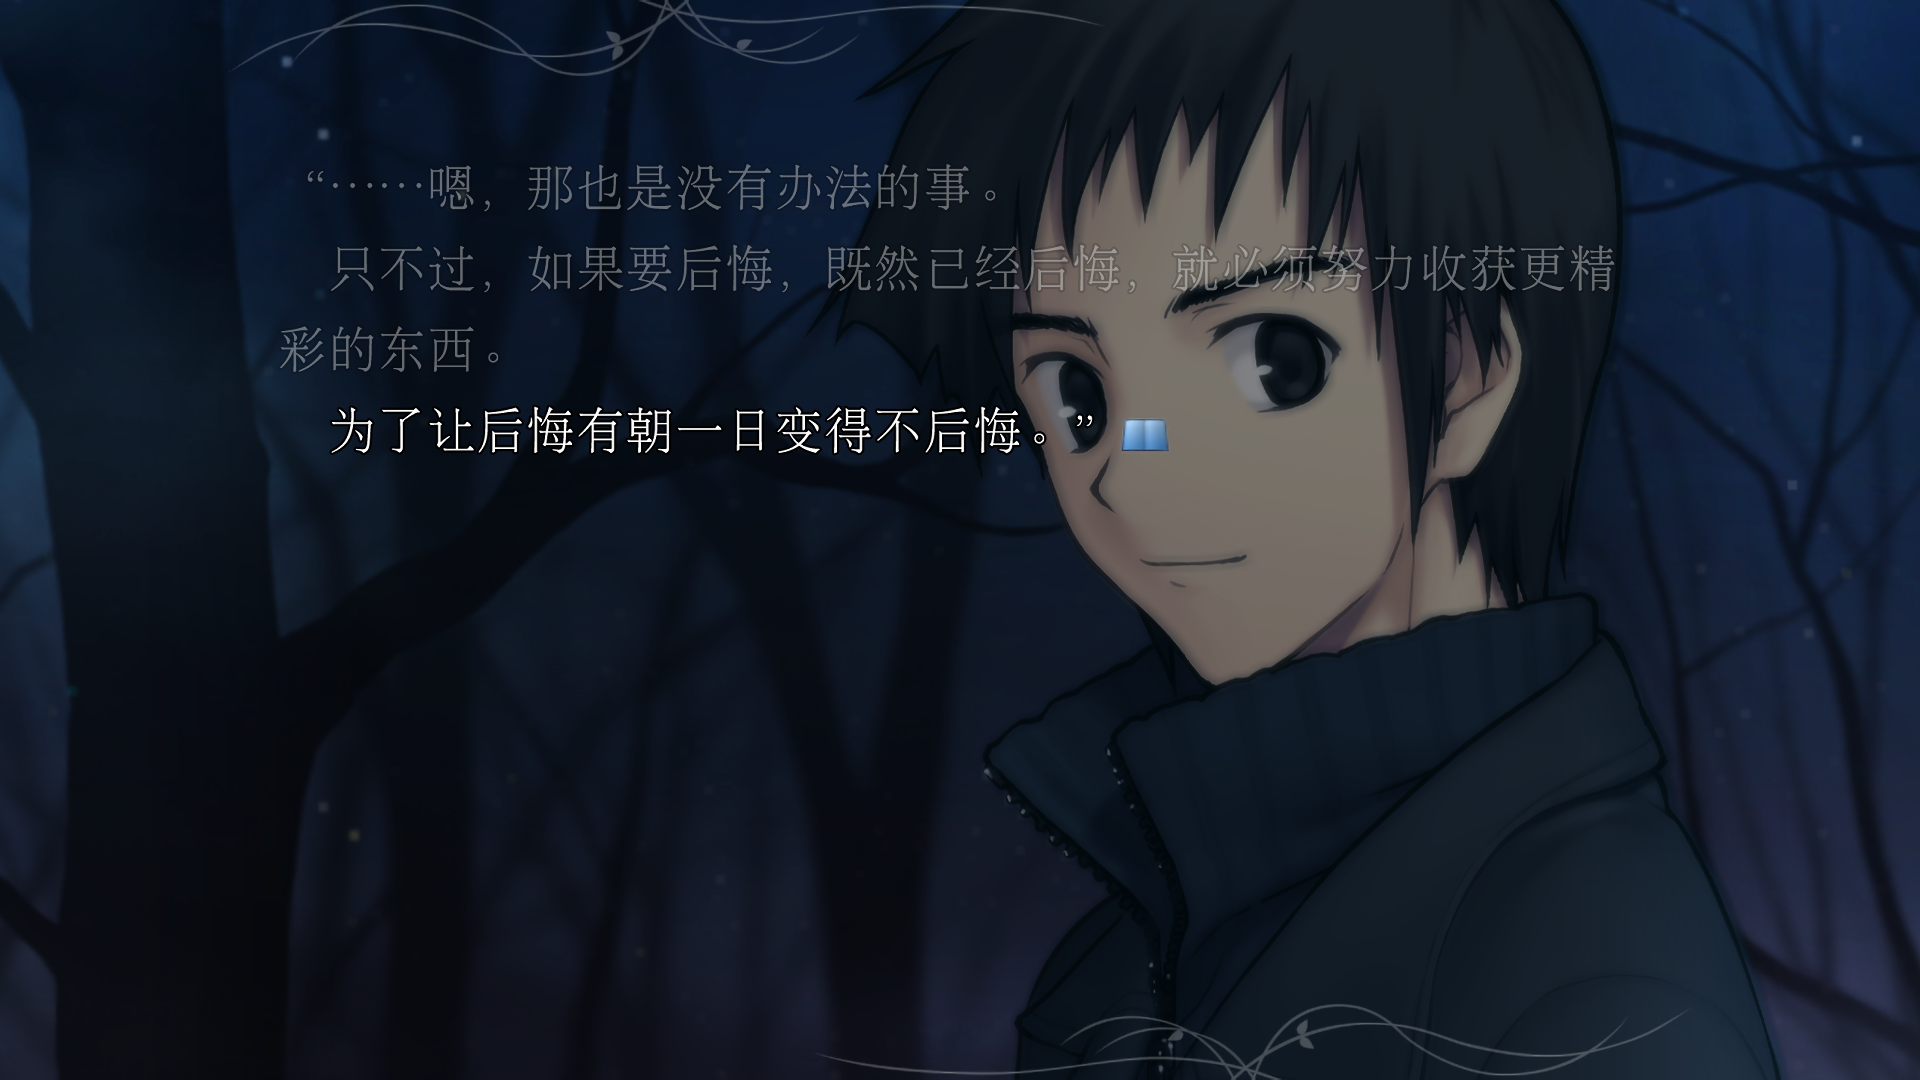 “……嗯，那也是没有办法的事。
只不过，如果要后悔，既然已经后悔，就必须努力收获更精
彩的东西。
为了让后悔有朝一日变得不后悔。”